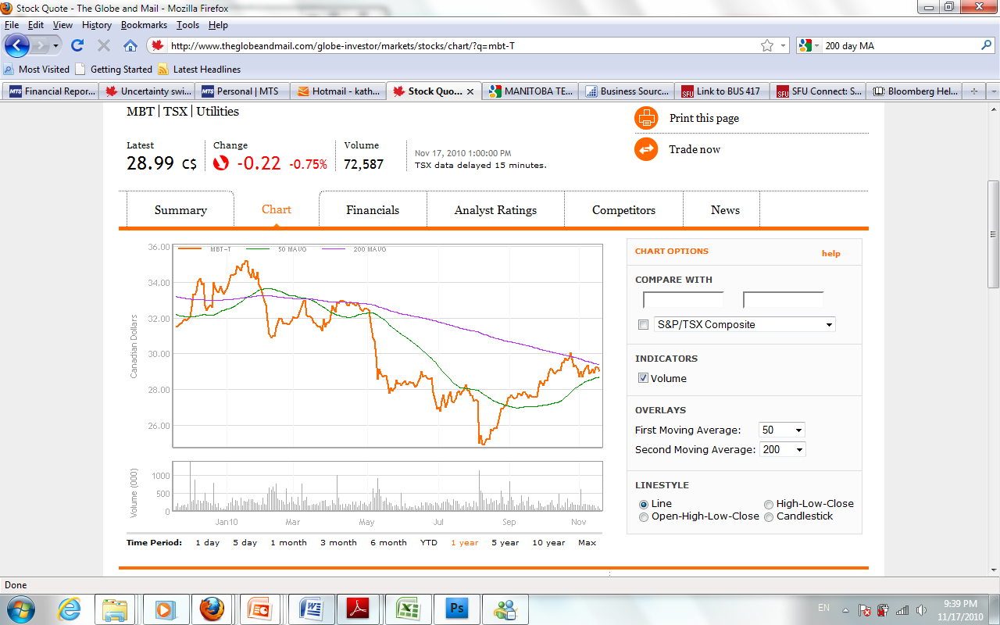 Stock Quote - The Globe and Mail - Mozilla Firefox
File Edit View History Bookmarks Tools Help
http://www.theglobeandmail.com/globe-investor/markets/stocks/chart/?q=mbt-T
200 day MA
Most Visited Getting Started Latest Headlines
MTS Financial Repor... Uncertainty swi... MTS Personal | MTS Hotmail - kath... Stock Quo... MANITOBA TE... Business Sourc... SFU Link to BUS 417 SFU SFU Connect: S... Bloomberg Hel...
MBT | TSX | Utilities
Print this page
Trade now
Latest Change Volume
28.99 C$ -0.22 -0.75% 72,587
Nov 17, 2010 1:00:00 PM
TSX data delayed 15 minutes.
Summary Chart Financials Analyst Ratings Competitors News
MBT-T 50 MAVG 200 MAVG
36.00
34.00
32.00
30.00
28.00
26.00
Canadian Dollars
1000
500
0
Volume (000)
Jan10 Mar May Jul Sep Nov
Time Period: 1 day 5 day 1 month 3 month 6 month YTD 1 year 5 year 10 year Max
CHART OPTIONS help
COMPARE WITH
S&P/TSX Composite
INDICATORS
Volume
OVERLAYS
First Moving Average: 50
Second Moving Average: 200
LINESTYLE
Line High-Low-Close
Open-High-Low-Close Candlestick
Done
Ps
EN
9:39 PM
11/17/2010